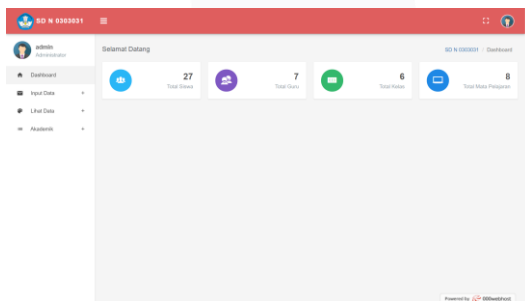 SD N 0303031
admin
Administrator
Dashboard
Input Data
Lihat Data
Akademik
Selamat Datang
SD N 0303031 / Dashboard
27
Total Siswa
7
Total Guru
6
Total Kelas
8
Total Mata Pelajaran
Powered by 000webhost